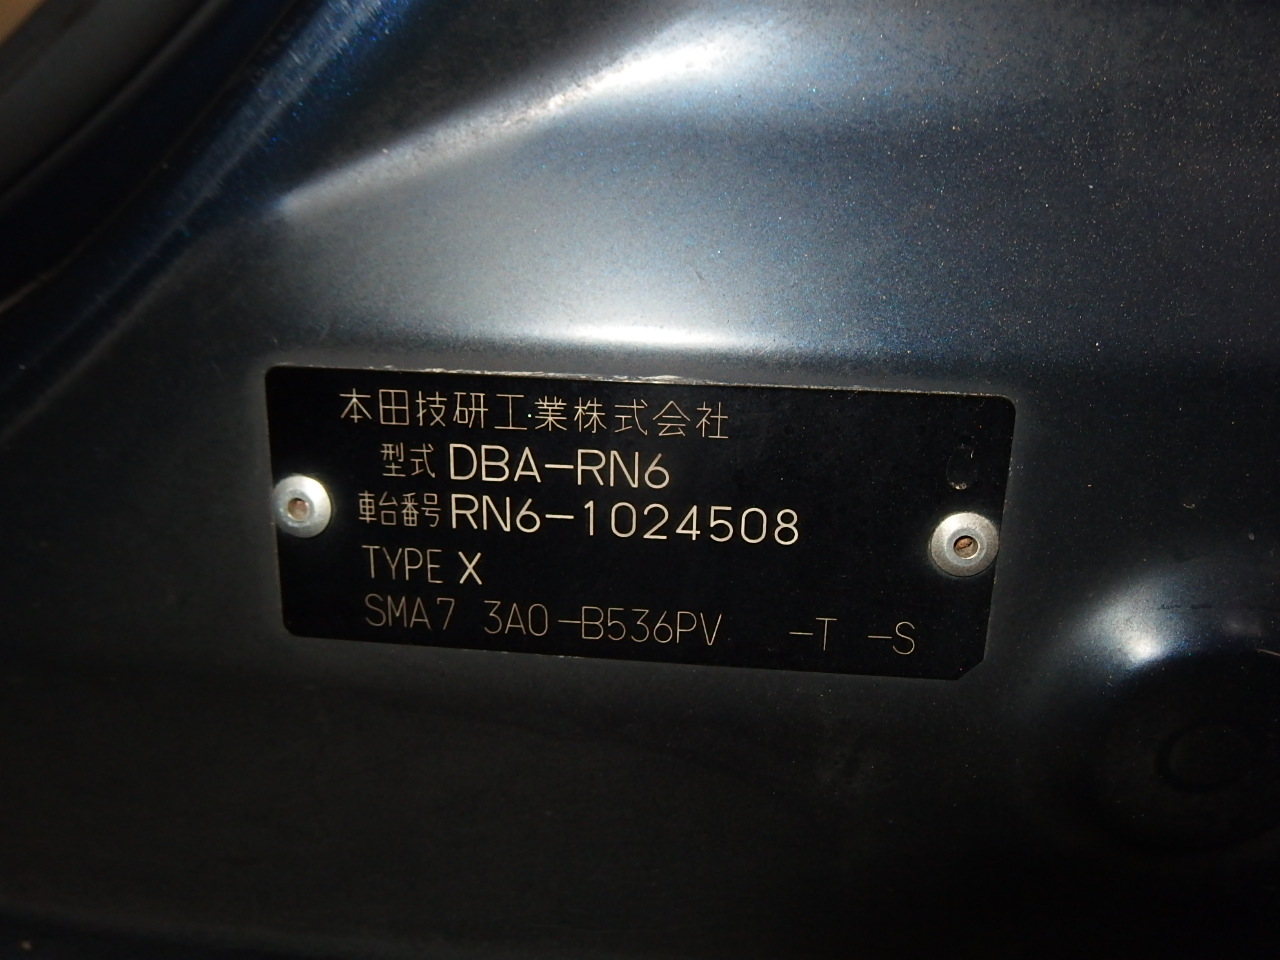 本田技研工業株式会社
型式 DBA-RN6
車台番号 RN6-1024508
TYPE X
SMA7 3A0-B536PV -T -S